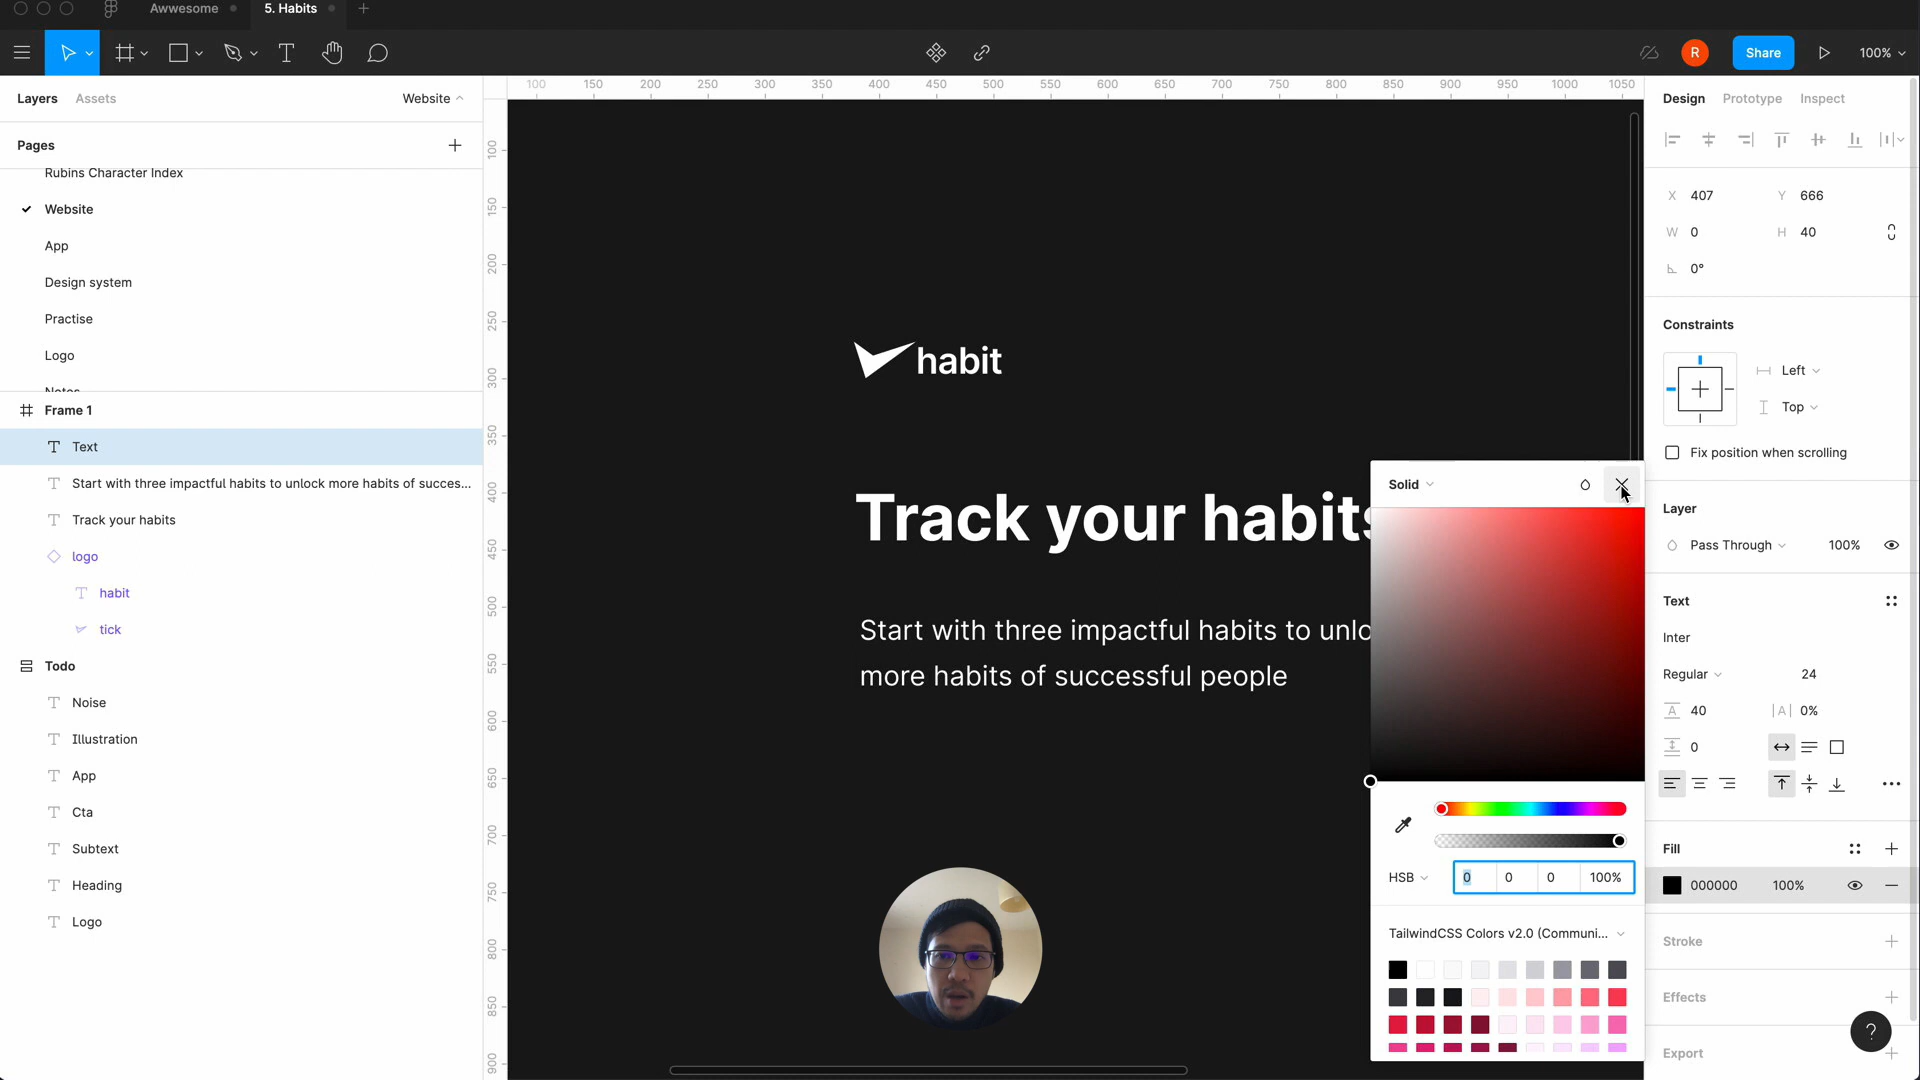 Awwesome
5. Habits
R
Share
100%
Layers
Assets
Website
100 150 200 250 300 350 400 450 500 550 600 650 700 750 800 850 900 950 1000 1050
Design
Prototype
Inspect
Pages
Rubins Character Index
Website
App
Design system
Practise
Logo
Notes
Frame 1
Text
Start with three impactful habits to unlock more habits of succes...
Track your habits
logo
habit
tick
Todo
Noise
Illustration
App
Cta
Subtext
Heading
Logo
100
150
200
250
300
350
400
450
500
550
600
650
700
750
800
850
900
habit
Track your habits
Start with three impactful habits to unlo
more habits of successful people
Solid
HSB
0 0 0 100%
TailwindCSS Colors v2.0 (Communi...
X 407
Y 666
W 0
H 40
0°
Constraints
Left
Top
Fix position when scrolling
Layer
Pass Through
100%
Text
Inter
Regular
24
A 40
|A| 0%
0
Fill
000000
100%
Stroke
Effects
?
Export